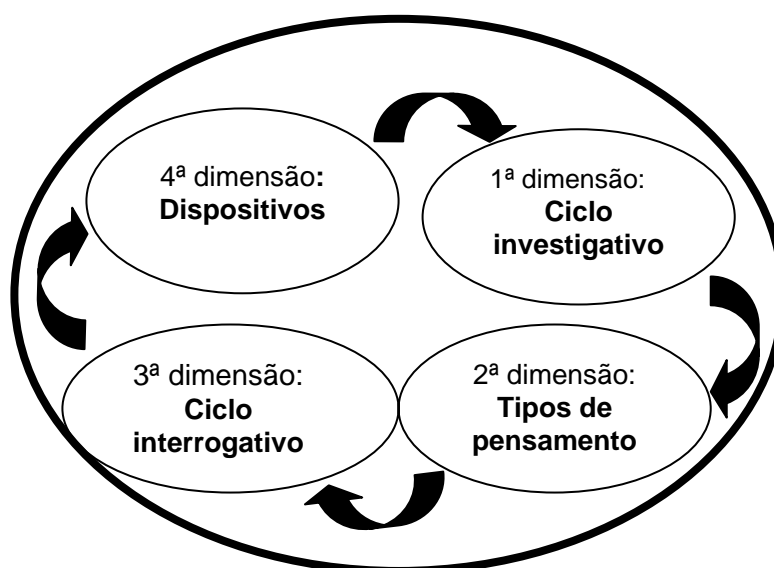 4ª dimensão:
Dispositivos
1ª dimensão:
Ciclo
investigativo
3ª dimensão:
Ciclo
interrogativo
2ª dimensão:
Tipos de
pensamento